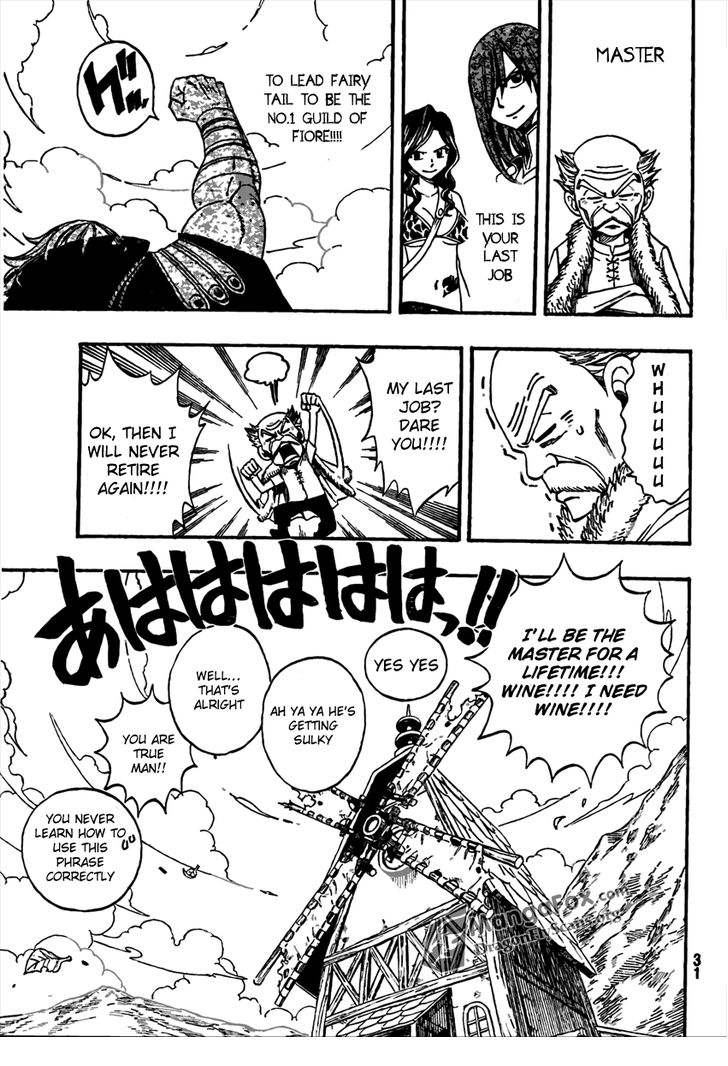 MASTER
THIS IS
YOUR
LAST
JOB
TO LEAD FAIRY
TAIL TO BE THE
NO.1 GUILD OF
FIORE!!!!
WHUUUUUU
MY LAST
JOB?
DARE
YOU!!!!
OK, THEN I
WILL NEVER
RETIRE
AGAIN!!!!
あはははははっ!!
I'LL BE THE
MASTER FOR A
LIFETIME!!!
WINE!!!! I NEED
WINE!!!!
YES YES
AH YA YA HE'S
GETTING
SULKY
WELL...
THAT'S
ALRIGHT
YOU ARE
TRUE
MAN!!
YOU NEVER
LEARN HOW TO
USE THIS
PHRASE
CORRECTLY
MangaFox.com
31